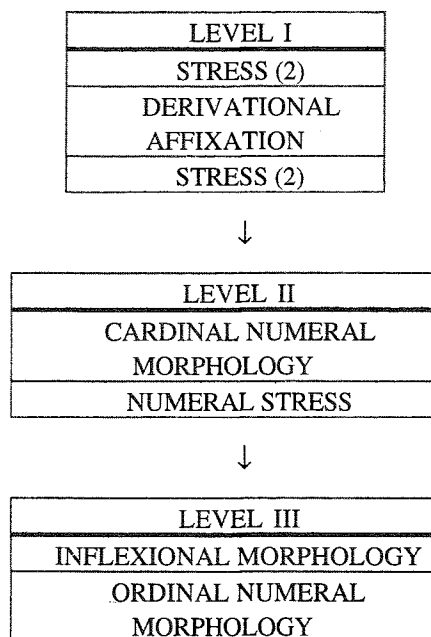 LEVEL I
STRESS (2)
DERIVATIONAL
AFFIXATION
STRESS (2)
↓
LEVEL II
CARDINAL NUMERAL
MORPHOLOGY
NUMERAL STRESS
↓
LEVEL III
INFLEXIONAL MORPHOLOGY
ORDINAL NUMERAL
MORPHOLOGY